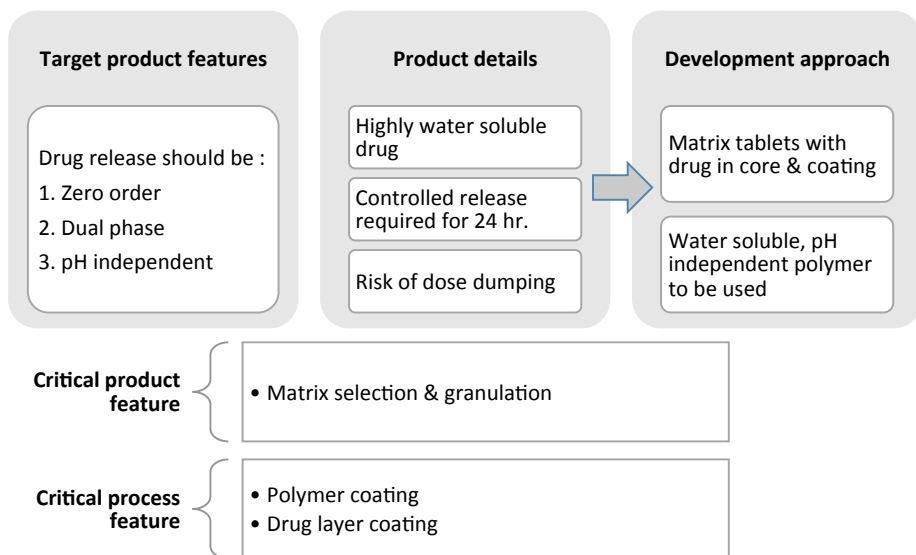 Target product features
Drug release should be :
1. Zero order
2. Dual phase
3. pH independent
Product details
Highly water soluble
drug
Controlled release
required for 24 hr.
Risk of dose dumping
Development approach
Matrix tablets with
drug in core & coating
Water soluble, pH
independent polymer
to be used
Critical product
feature
• Matrix selection & granulation
Critical process
feature
• Polymer coating
• Drug layer coating